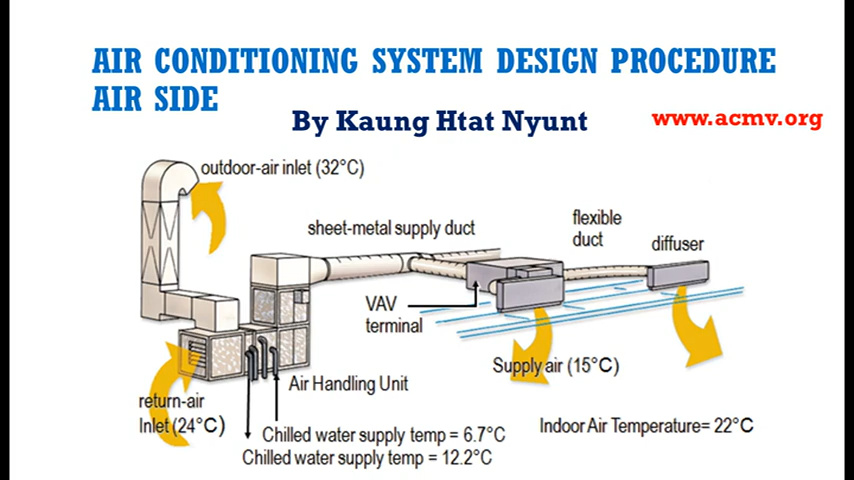 AIR CONDITIONING SYSTEM DESIGN PROCEDURE
AIR SIDE
By Kaung Htat Nyunt
www.acmv.org
outdoor-air inlet (32°C)
sheet-metal supply duct
flexible
duct
diffuser
VAV
terminal
Supply air (15°C)
Air Handling Unit
return-air
Inlet (24°C)
Indoor Air Temperature= 22°C
Chilled water supply temp = 6.7°C
Chilled water supply temp = 12.2°C